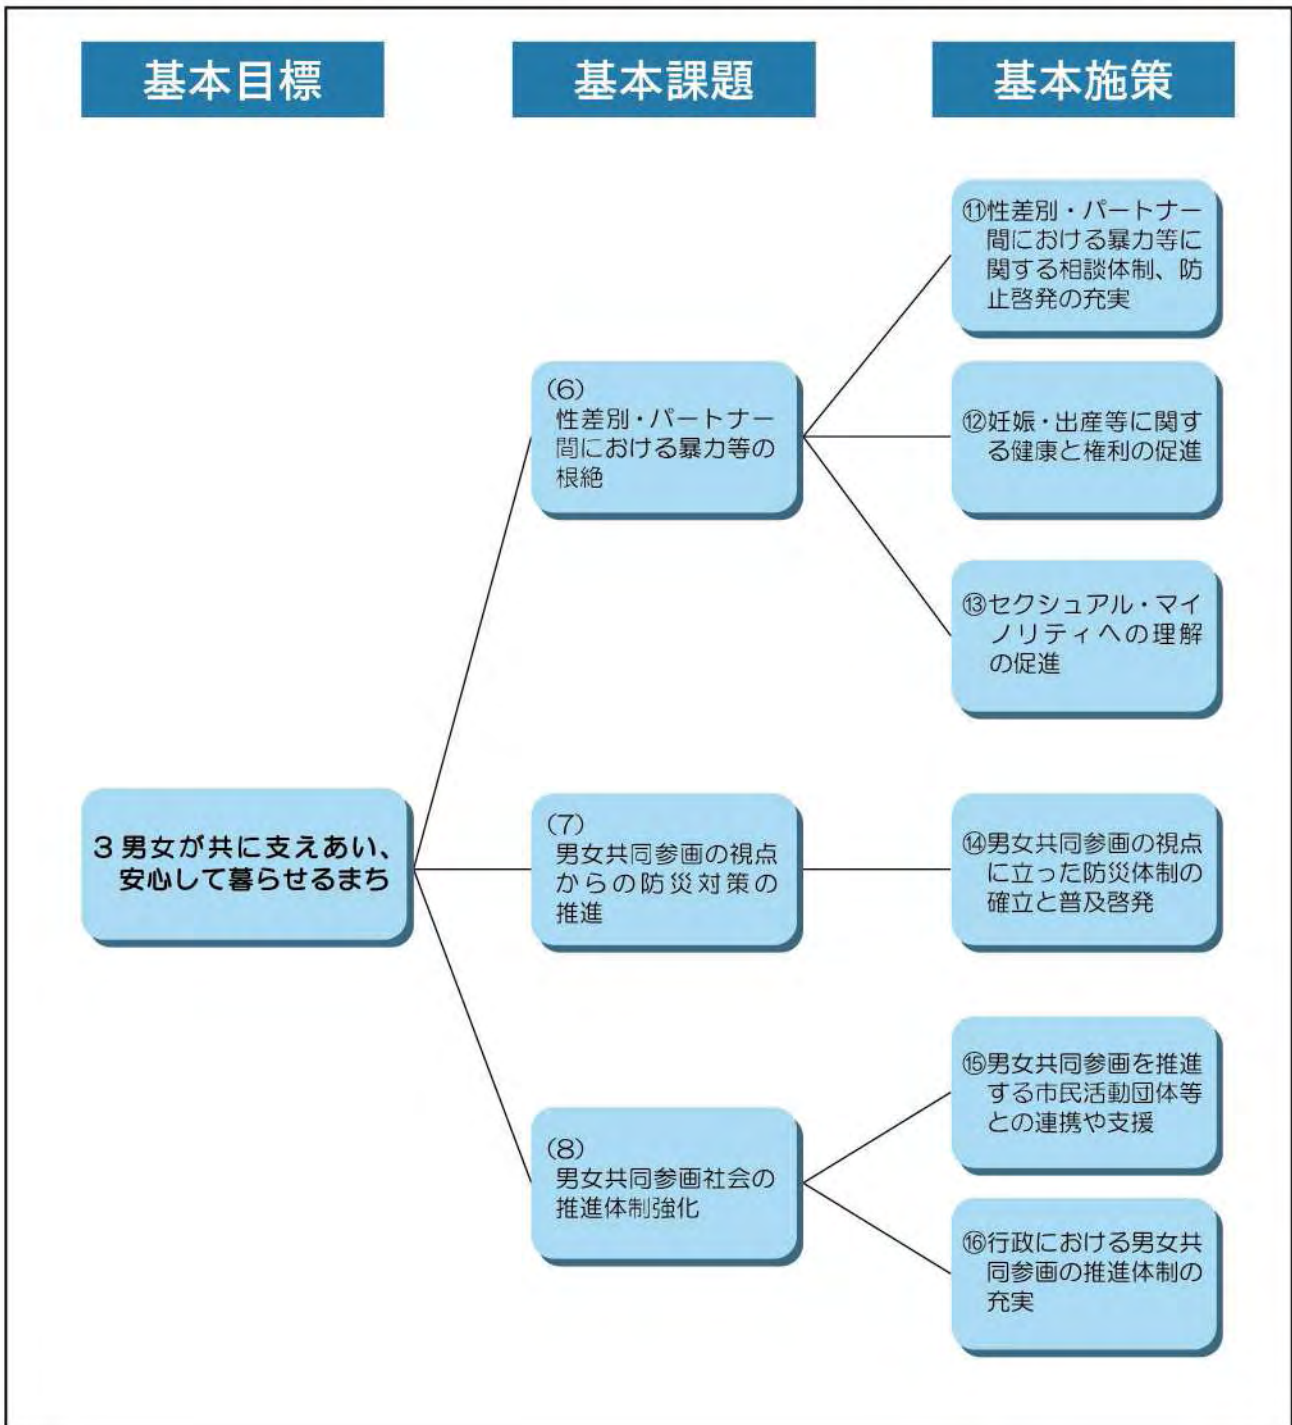 基本目標
基本課題
基本施策
⑪性差別・パートナー
間における暴力等に
関する相談体制、防
止啓発の充実
(6)
性差別・パートナー
間における暴力等の
根絶
⑫妊娠・出産等に関す
る健康と権利の促進
⑬セクシュアル・マイ
ノリティへの理解
の促進
3 男女が共に支えあい、
安心して暮らせるまち
(7)
男女共同参画の視点
からの防災対策の
推進
⑭男女共同参画の視点
に立った防災体制の
確立と普及啓発
(8)
男女共同参画社会の
推進体制強化
⑮男女共同参画を推進
する市民活動団体等
との連携や支援
⑯行政における男女共
同参画の推進体制の
充実